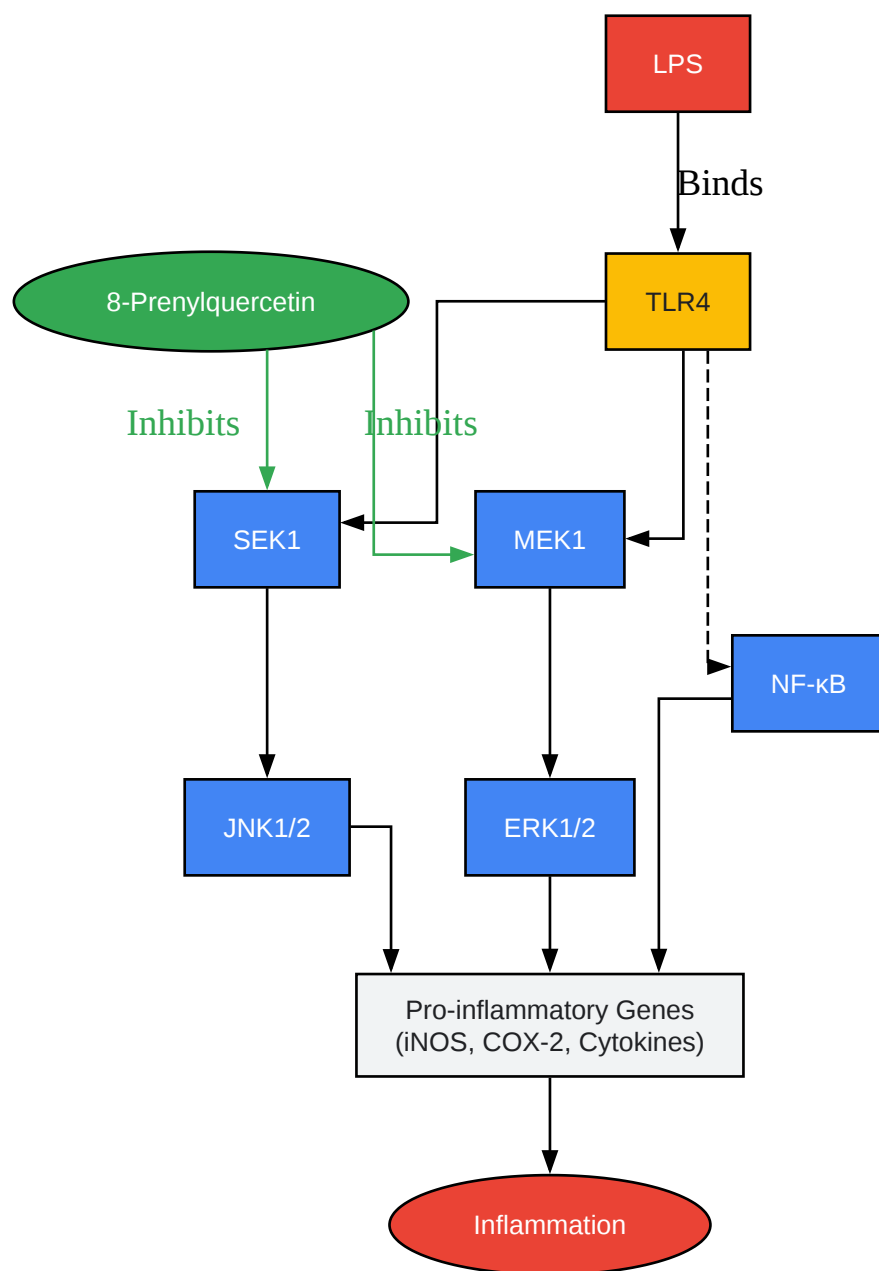 LPS
Binds
8-Prenylquercetin
TLR4
Inhibits
Inhibits
SEK1
MEK1
NF-κB
JNK1/2
ERK1/2
Pro-inflammatory Genes
(iNOS, COX-2, Cytokines)
Inflammation